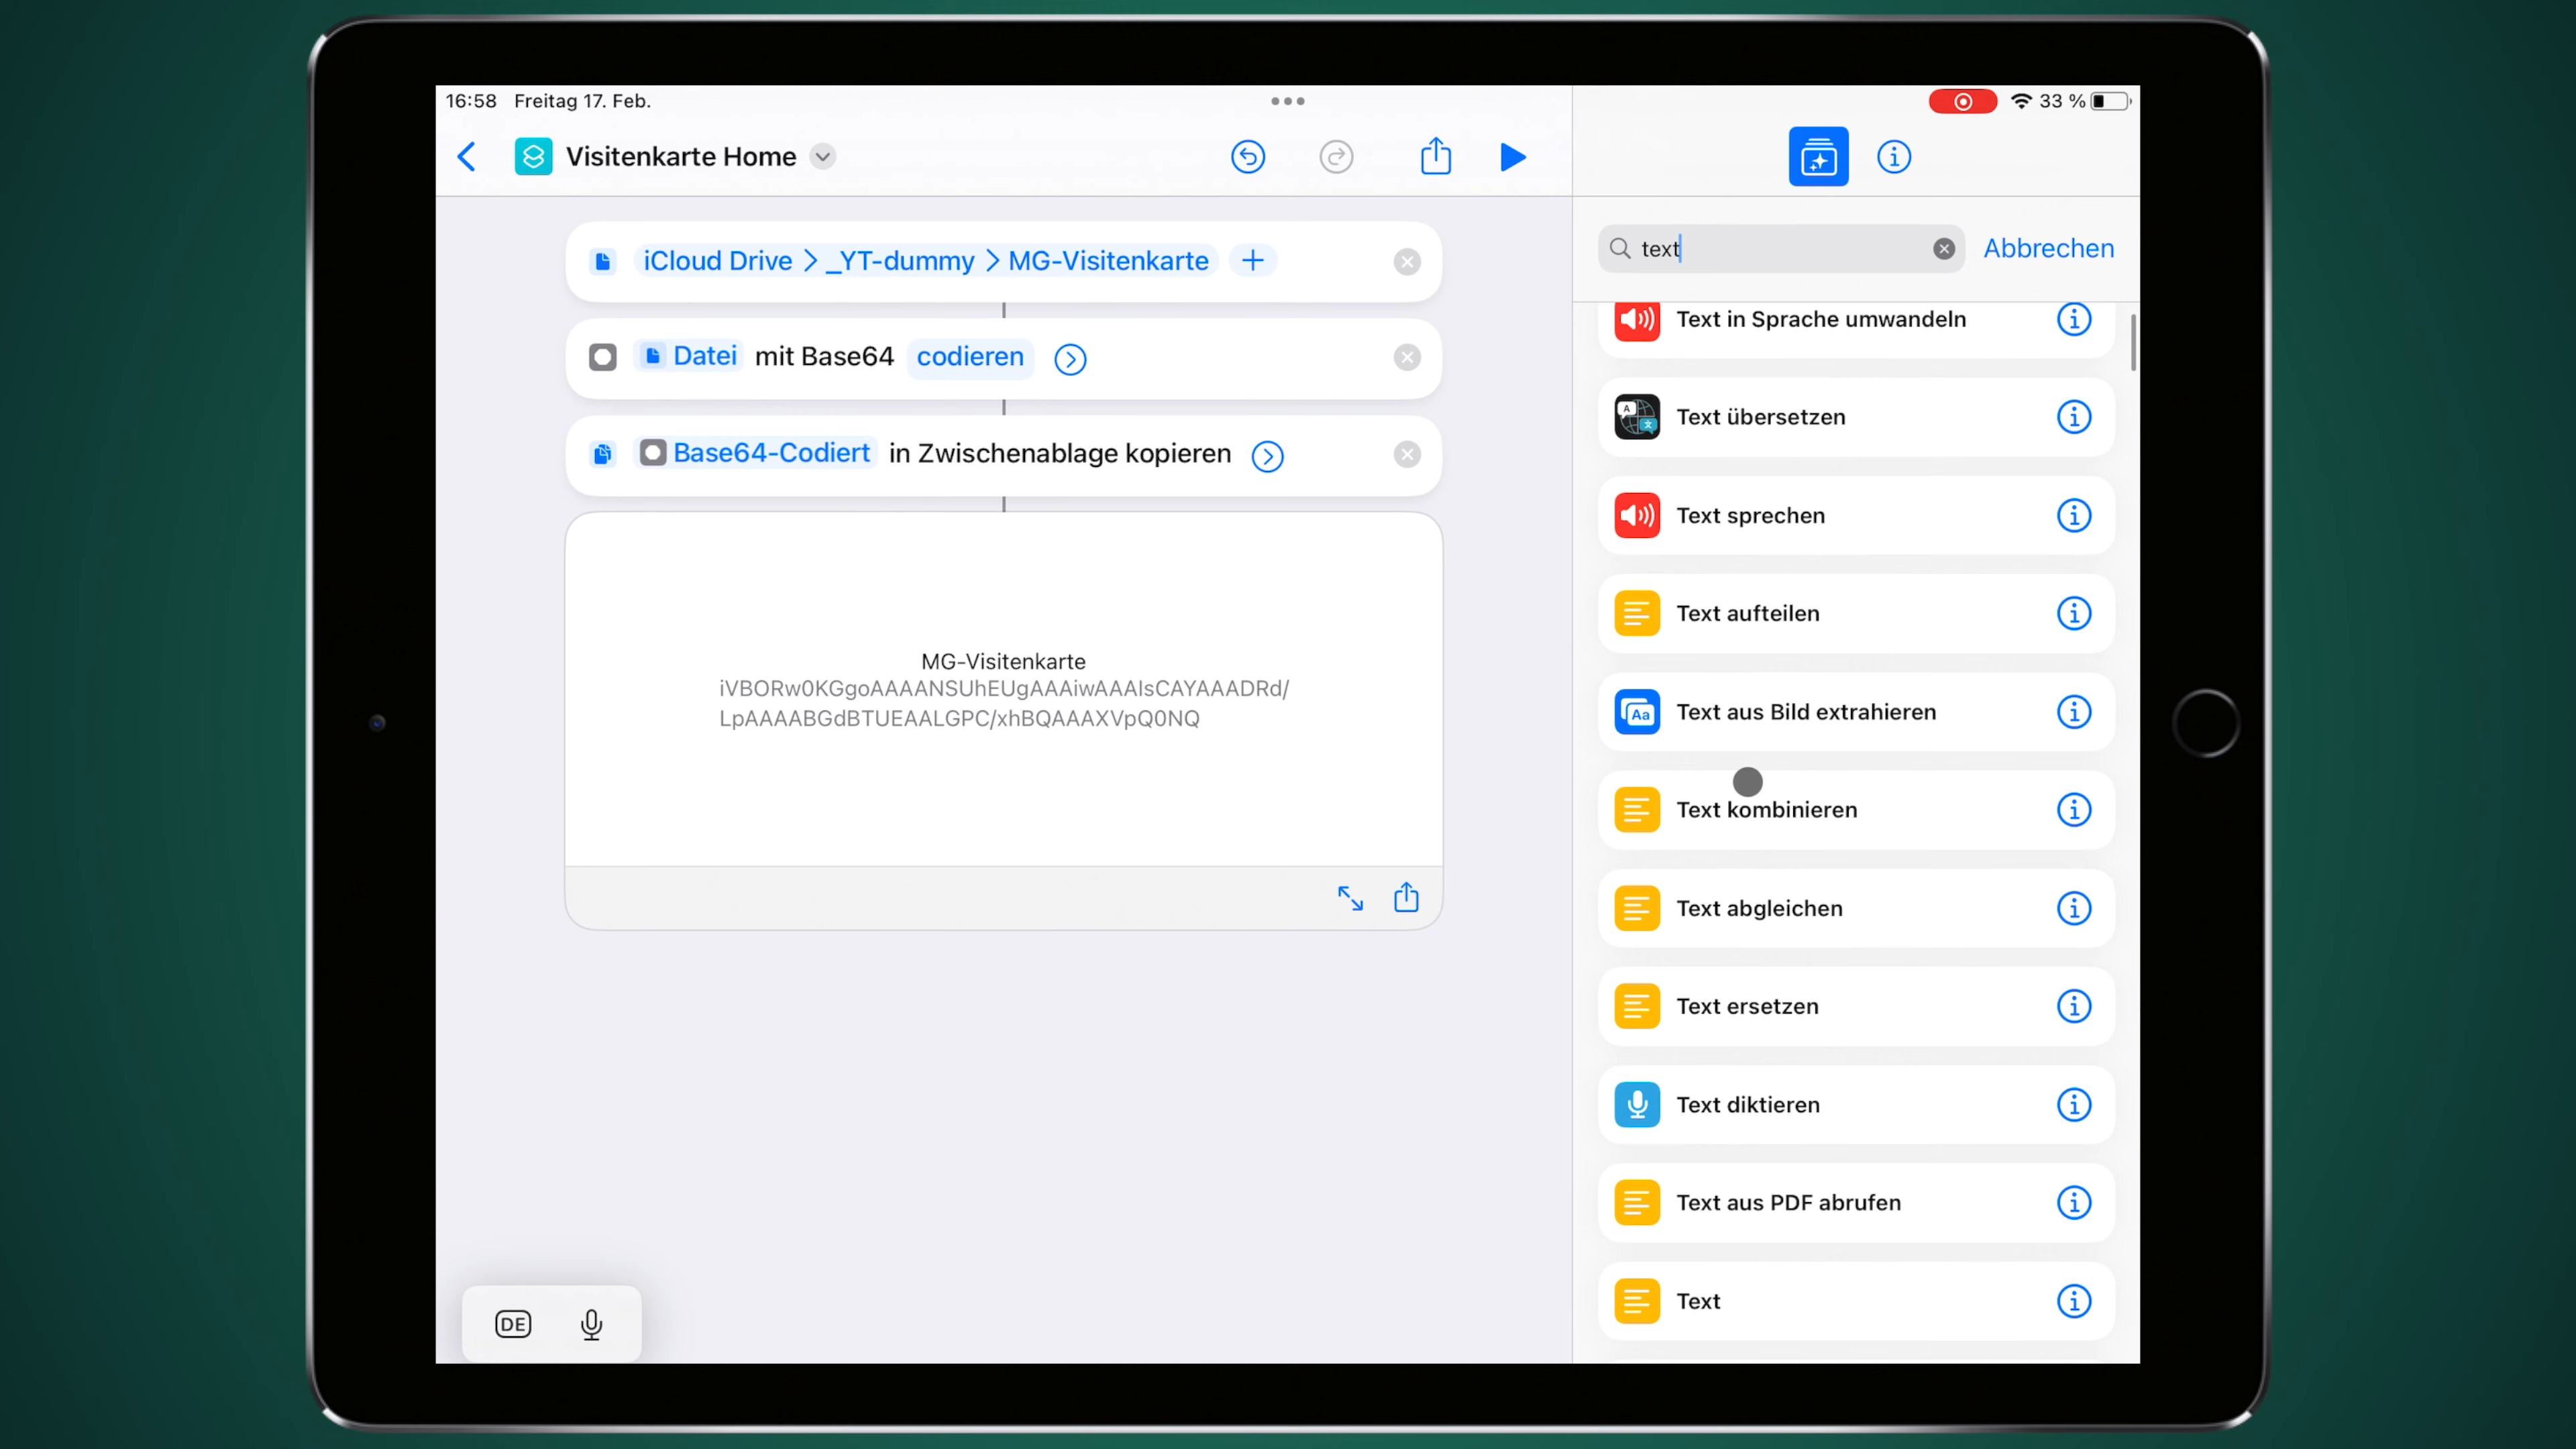 16:58 Freitag 17. Feb.
33 %
Visitenkarte Home
text
Abbrechen
iCloud Drive > _YT-dummy > MG-Visitenkarte +
Datei mit Base64 codieren
Base64-Codiert in Zwischenablage kopieren
MG-Visitenkarte
iVBORw0KGgoAAAANSUhEUgAAAiwAAAIsCAYAAADRd/
LpAAAABGdBTUEAALGPC/xhBQAAAXVpQ0NQ
DE
Text in Sprache umwandeln
Text übersetzen
Text sprechen
Text aufteilen
Text aus Bild extrahieren
Text kombinieren
Text abgleichen
Text ersetzen
Text diktieren
Text aus PDF abrufen
Text